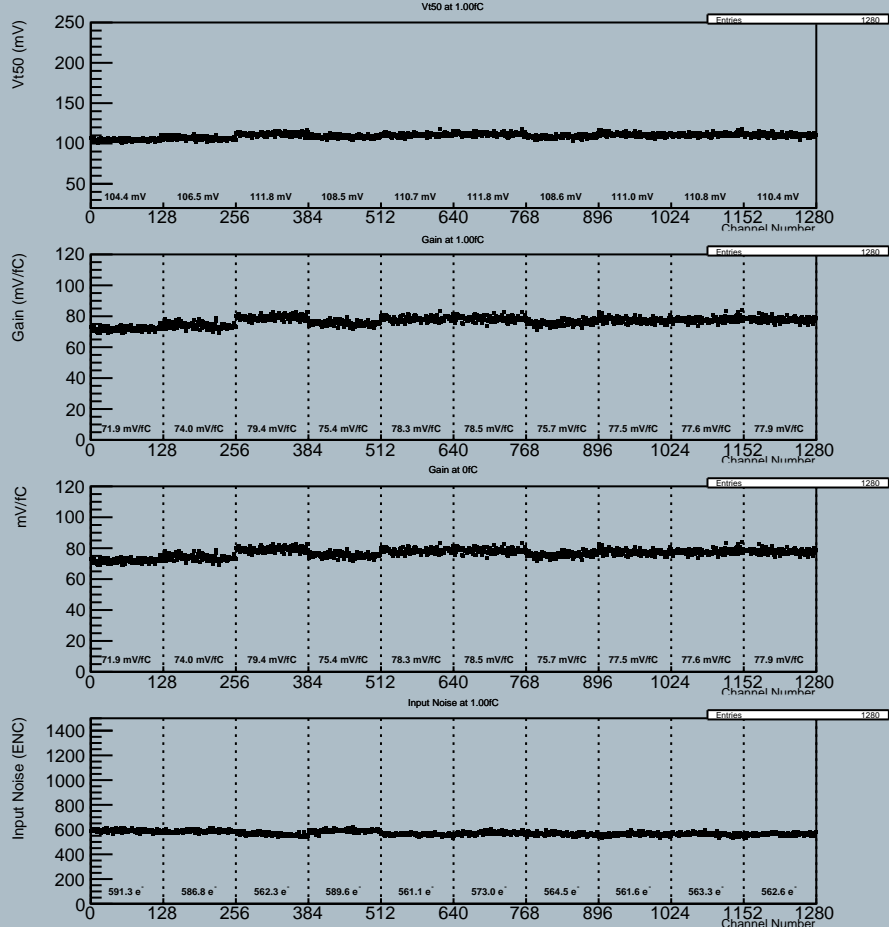 Vt50 at 1.00fC
Entries 1280
Vt50 (mV)
250
200
150
100
50
104.4 mV 106.5 mV 111.8 mV 108.5 mV 110.7 mV 111.8 mV 108.6 mV 111.0 mV 110.8 mV 110.4 mV
0 128 256 384 512 640 768 896 1024 1152 1280
Channel Number
Gain at 1.00fC
Entries 1280
Gain (mV/fC)
120
100
80
60
40
20
0
71.9 mV/fC 74.0 mV/fC 79.4 mV/fC 75.4 mV/fC 78.3 mV/fC 78.5 mV/fC 75.7 mV/fC 77.5 mV/fC 77.6 mV/fC 77.9 mV/fC
0 128 256 384 512 640 768 896 1024 1152 1280
Channel Number
Gain at 0fC
Entries 1280
mV/fC
120
100
80
60
40
20
0
71.9 mV/fC 74.0 mV/fC 79.4 mV/fC 75.4 mV/fC 78.3 mV/fC 78.5 mV/fC 75.7 mV/fC 77.5 mV/fC 77.6 mV/fC 77.9 mV/fC
0 128 256 384 512 640 768 896 1024 1152 1280
Channel Number
Input Noise at 1.00fC
Entries 1280
Input Noise (ENC)
1400
1200
1000
800
600
400
200
0
591.3 e⁻ 586.8 e⁻ 562.3 e⁻ 589.6 e⁻ 561.1 e⁻ 573.0 e⁻ 564.5 e⁻ 561.6 e⁻ 563.3 e⁻ 562.6 e⁻
0 128 256 384 512 640 768 896 1024 1152 1280
Channel Number